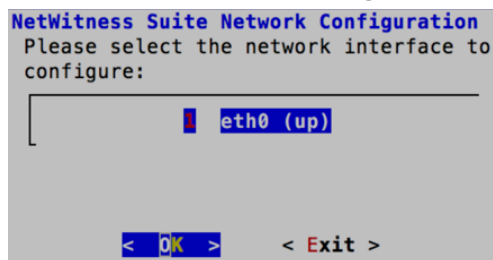 NetWitness Suite Network Configuration
Please select the network interface to
configure:
1 eth0 (up)
< OK > < Exit >